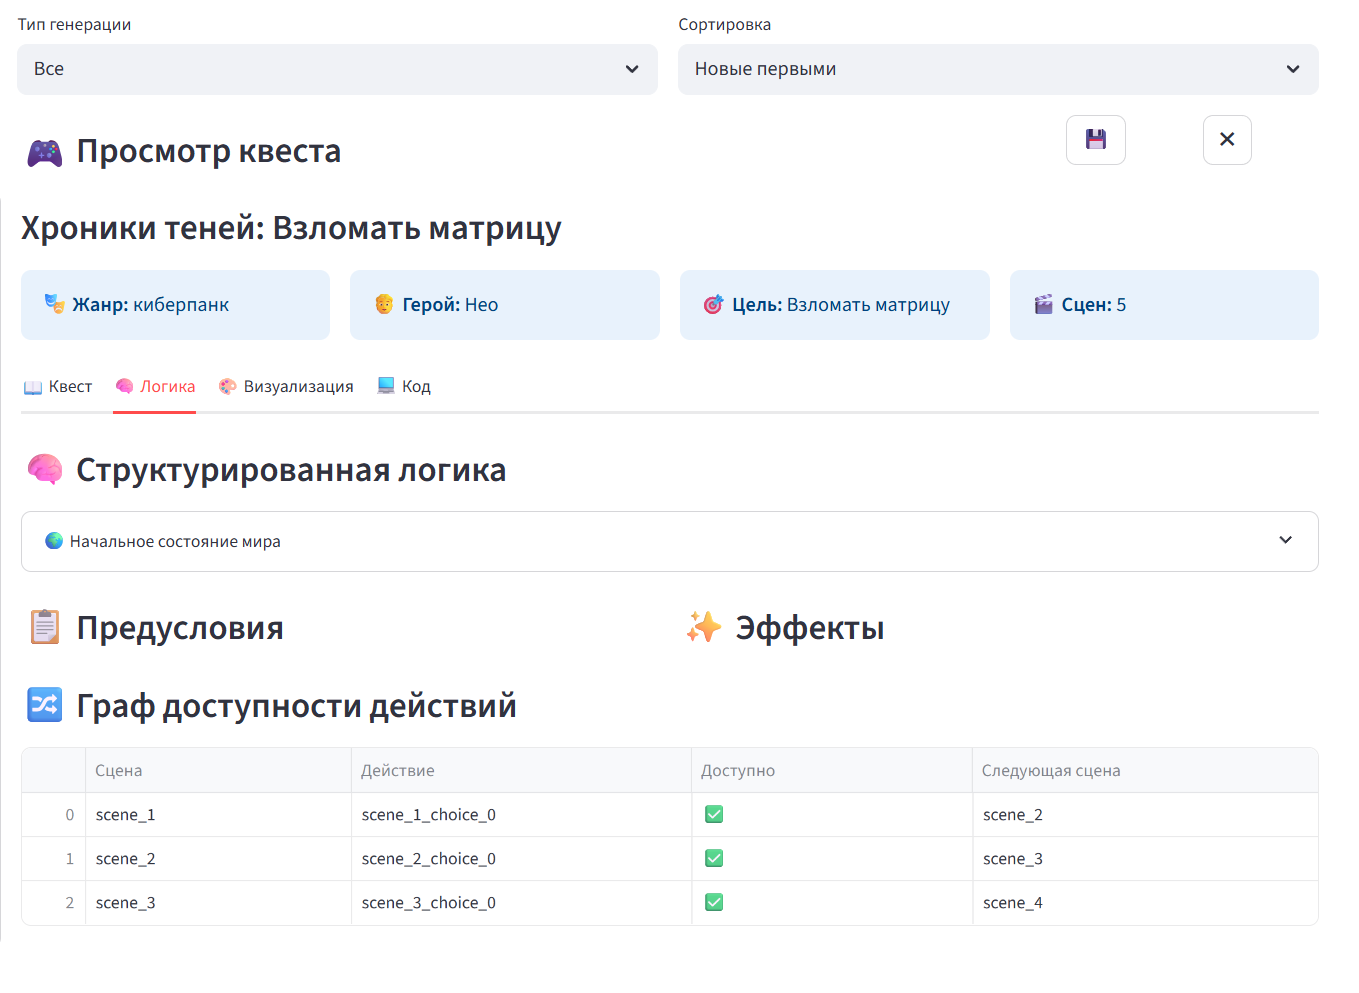 Тип генерации
Сортировка
Все
Новые первыми
Просмотр квеста
Хроники теней: Взломать матрицу
Жанр: киберпанк
Герой: Нео
Цель: Взломать матрицу
Сцен: 5
Квест
Логика
Визуализация
Код
Структурированная логика
Начальное состояние мира
Предусловия
Эффекты
Граф доступности действий
Сцена Действие Доступно Следующая сцена
0 scene_1 scene_1_choice_0 scene_2
1 scene_2 scene_2_choice_0 scene_3
2 scene_3 scene_3_choice_0 scene_4